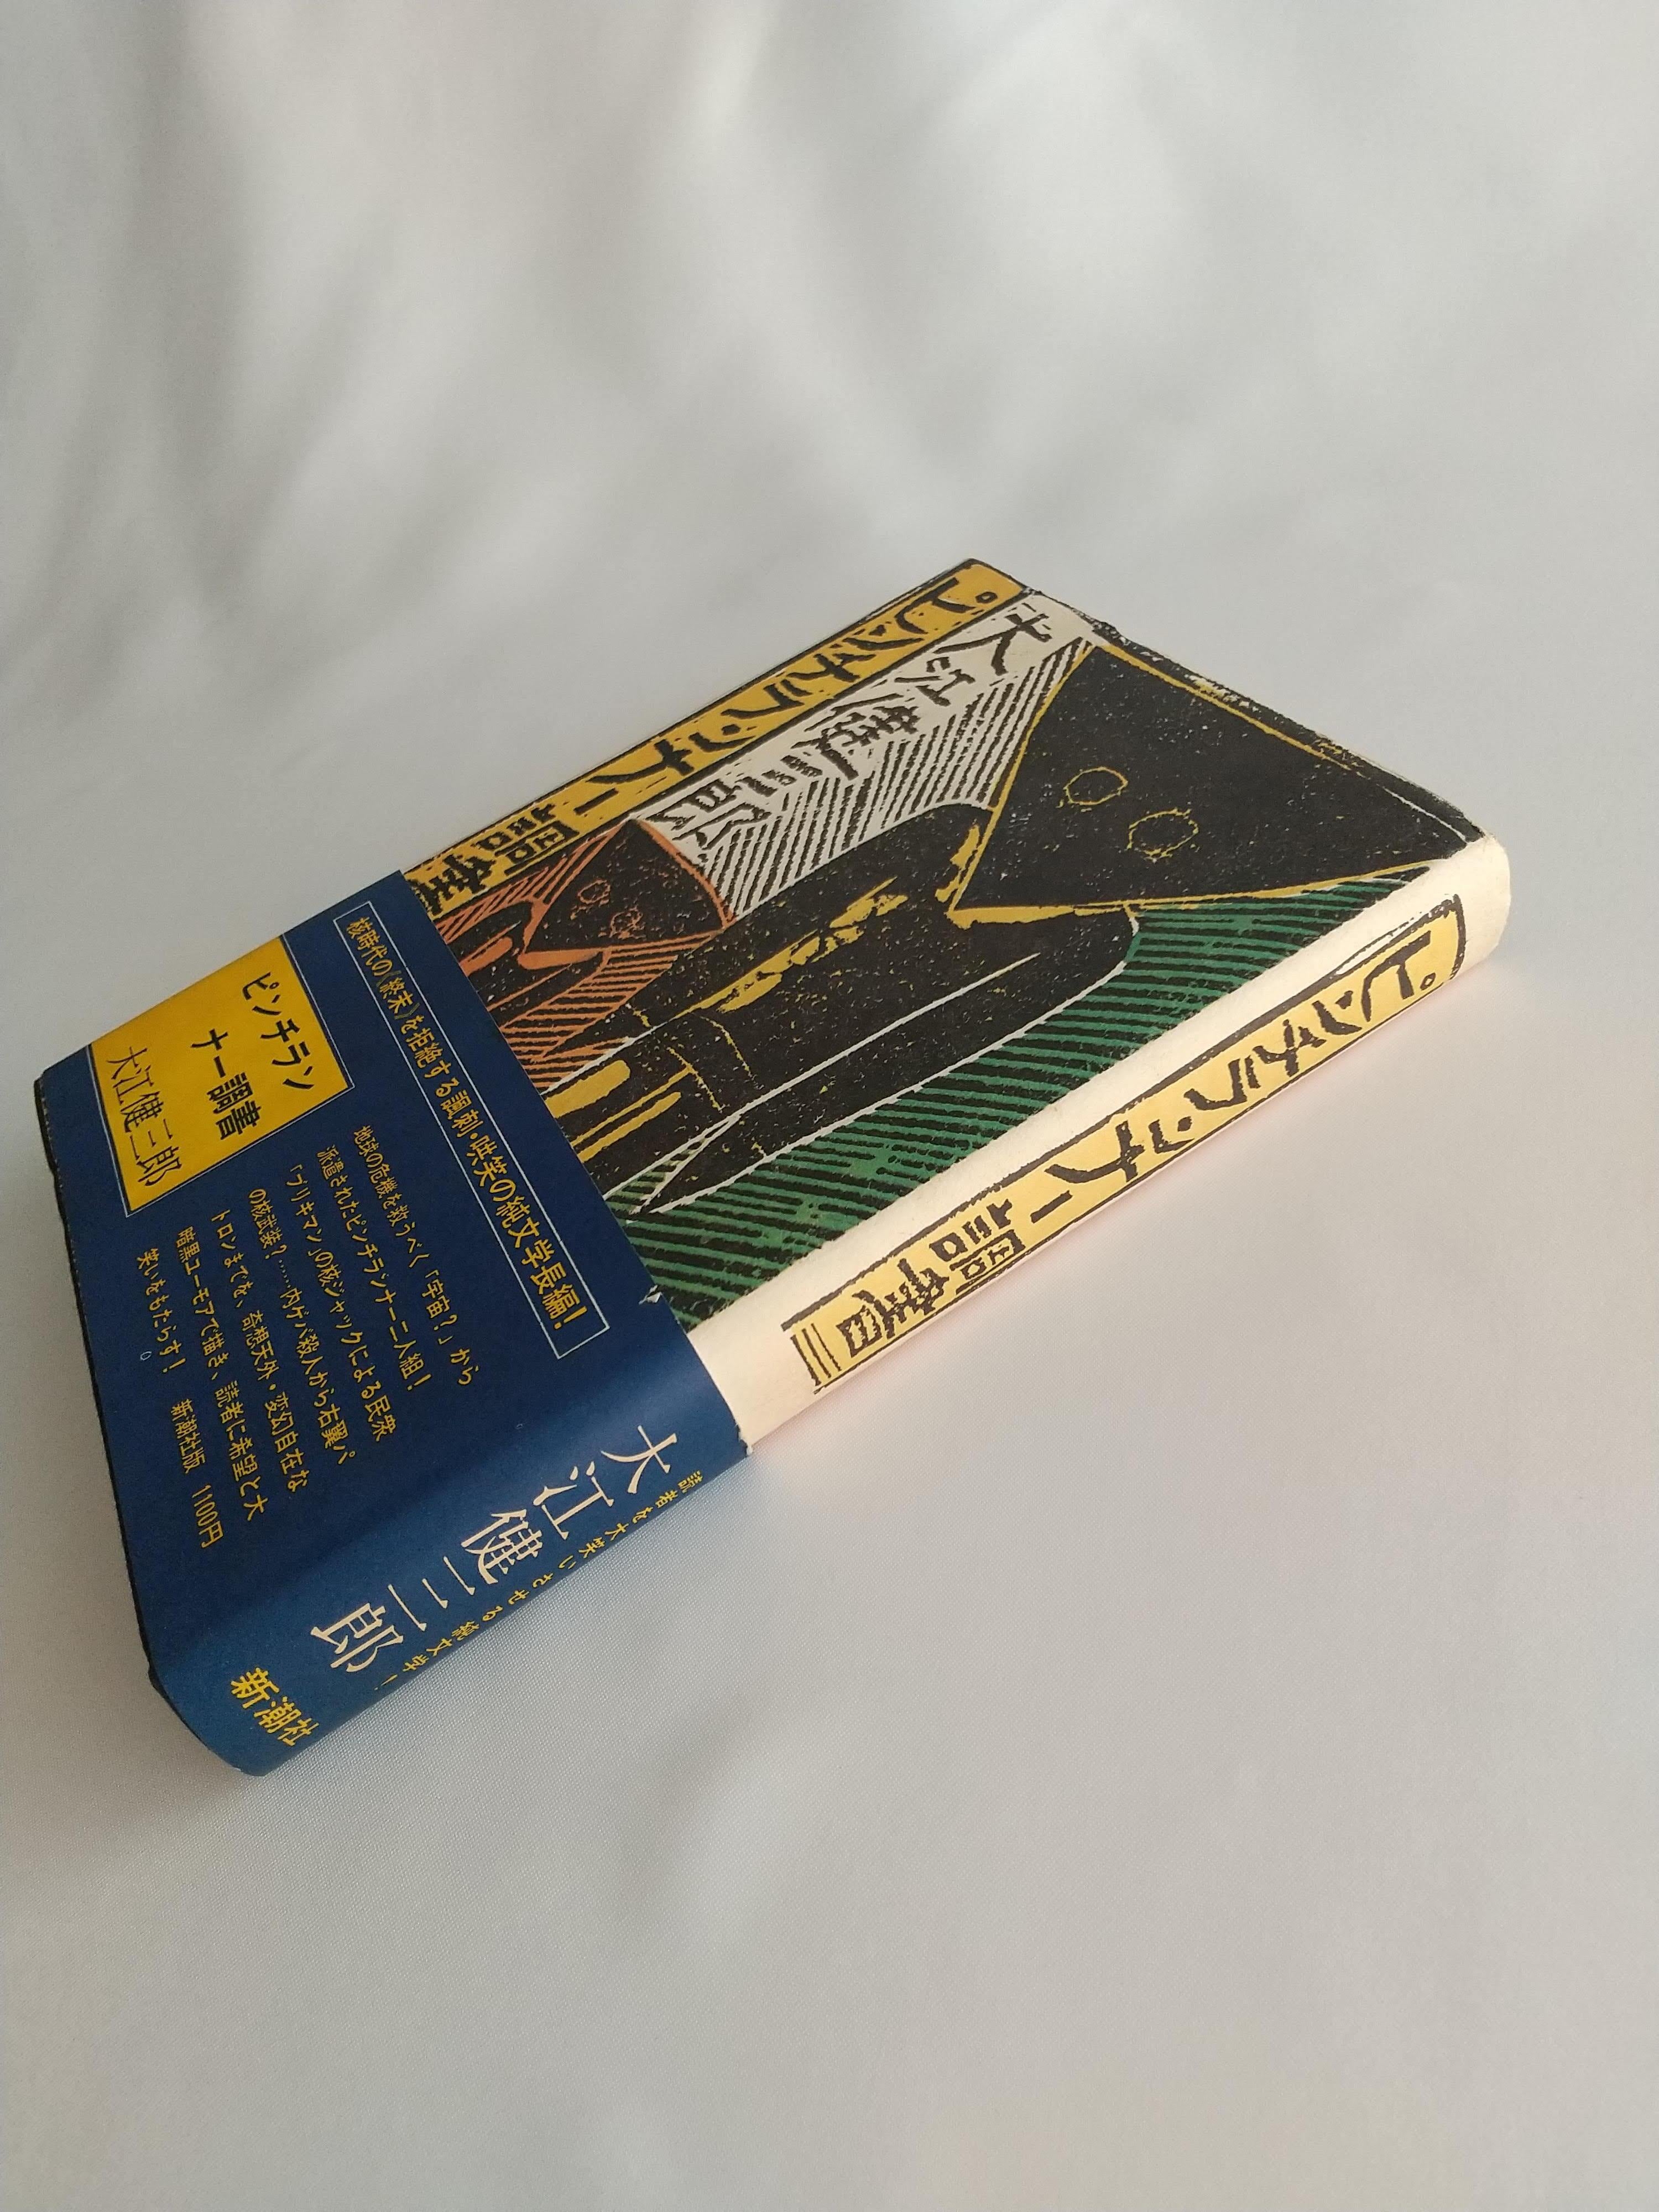 ピンチランナー調書
大江健三郎
核時代の《終末》を拒絶する諷刺・哄笑の純文学長編!
ピンチラン
ナー調書
大江健三郎
地球の危機を救うべく「宇宙?」から
派遣されたピンチランナー二人組!
「ブリキマン」の核ジャックによる民衆
の核武装?……内ゲバ殺人から右翼パ
トロンまでを、奇想天外・変幻自在な
暗黒ユーモアで描き、読者に希望と大
笑いをもたらす!
新潮社版 1100円
ピンチランナー調書
読者を大笑いさせる純文学!
大江健三郎
新潮社